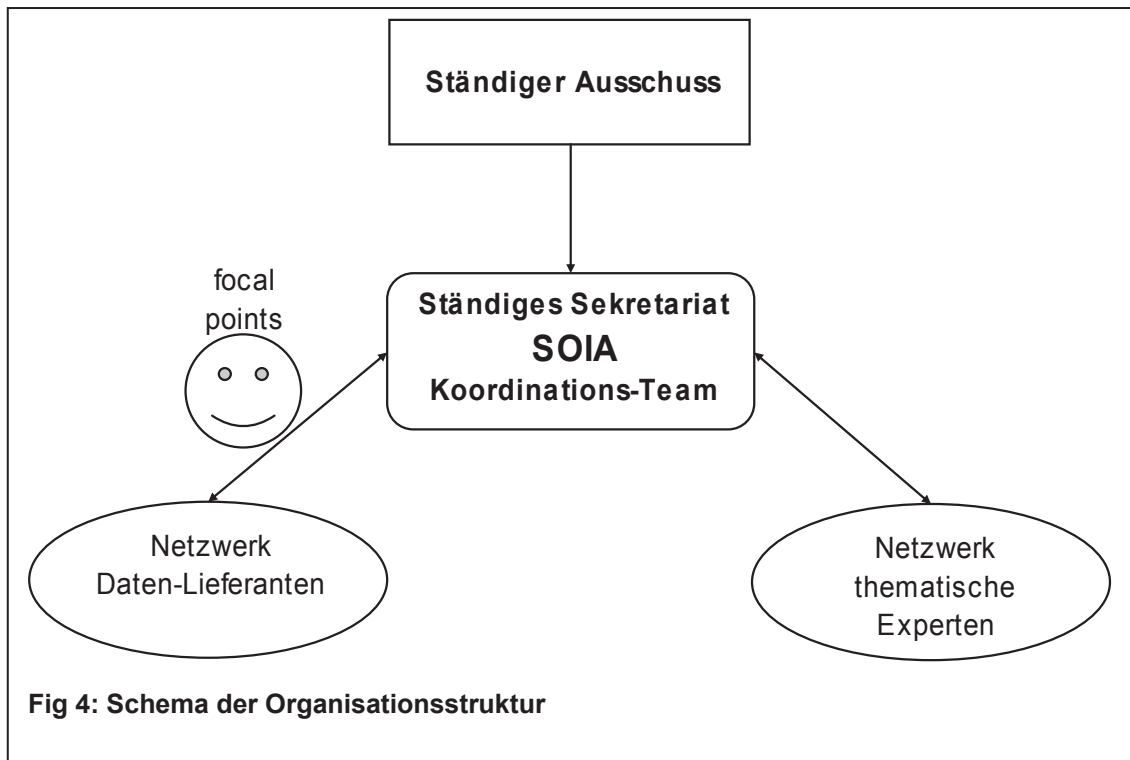 Ständiger Ausschuss
focal
points
Ständiges Sekretariat
SOIA
Koordinations-Team
Netzwerk
Daten-Lieferanten
Netzwerk
thematische
Experten
Fig 4: Schema der Organisationsstruktur